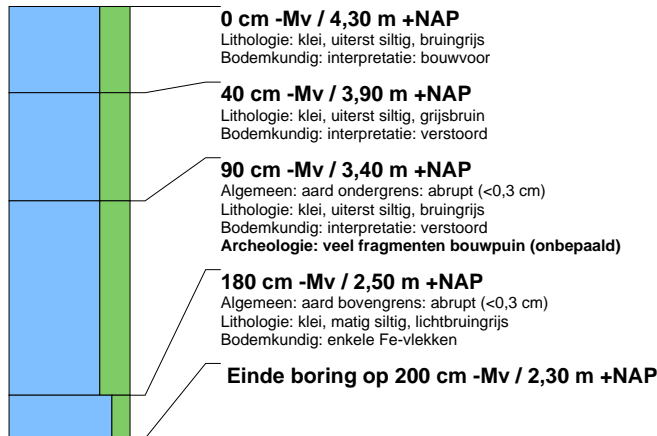 0 cm -Mv / 4,30 m +NAP
Lithologie: klei, uiterst siltig, bruingrijs
Bodemkundig: interpretatie: bouwvoor
40 cm -Mv / 3,90 m +NAP
Lithologie: klei, uiterst siltig, grijsbruin
Bodemkundig: interpretatie: verstoord
90 cm -Mv / 3,40 m +NAP
Algemeen: aard ondergrens: abrupt (<0,3 cm)
Lithologie: klei, uiterst siltig, bruingrijs
Bodemkundig: interpretatie: verstoord
Archeologie: veel fragmenten bouwpuin (onbepaald)
180 cm -Mv / 2,50 m +NAP
Algemeen: aard bovengrens: abrupt (<0,3 cm)
Lithologie: klei, matig siltig, lichtbruingrijs
Bodemkundig: enkele Fe-vlekken
Einde boring op 200 cm -Mv / 2,30 m +NAP